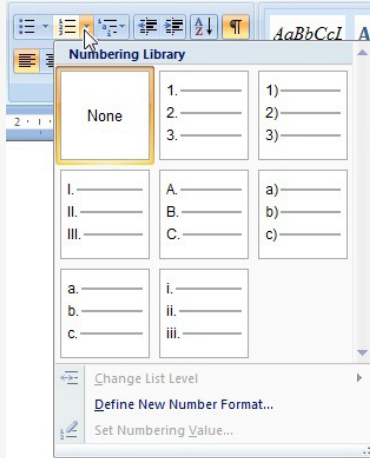 AaBbCcI A
Numbering Library
2
None
1.
2.
3.
1)
2)
3)
I.
II.
III.
A.
B.
C.
a)
b)
c)
a.
b.
c.
i.
ii.
iii.
Change List Level
Define New Number Format...
Set Numbering Value...